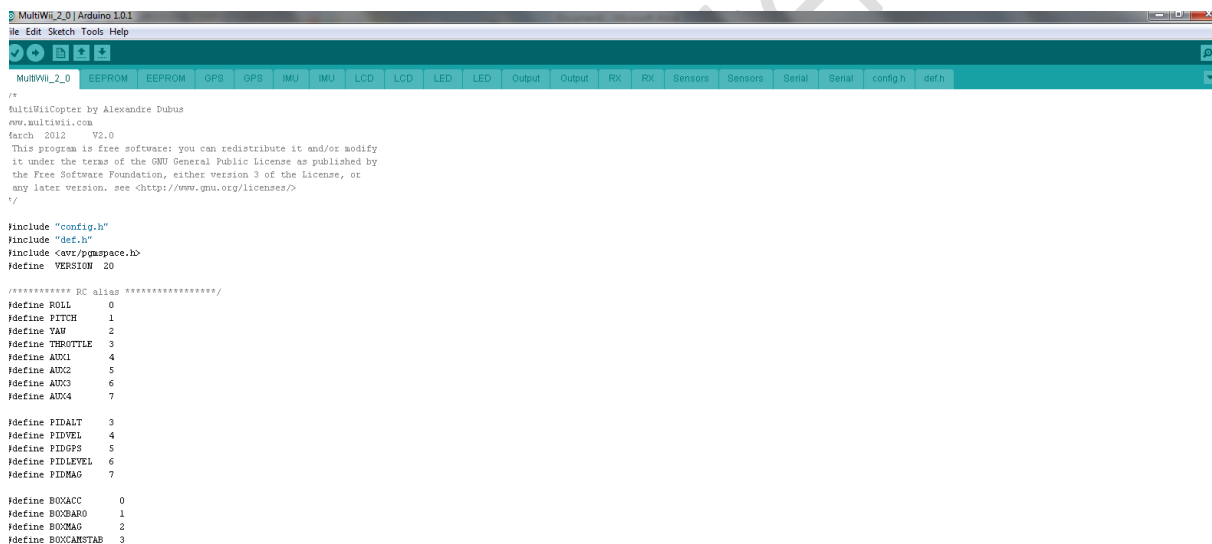 MultiWii_2_0 | Arduino 1.0.1
ile Edit Sketch Tools Help
MultiWii_2_0 EEPROM EEPROM GPS GPS IMU IMU LCD LCD LED LED Output Output RX RX Sensors Sensors Serial Serial config.h def.h
/*
MultiWiiCopter by Alexandre Dubus
www.multiwii.com
March 2012 V2.0
This program is free software: you can redistribute it and/or modify
it under the terms of the GNU General Public License as published by
the Free Software Foundation, either version 3 of the License, or
any later version. see <http://www.gnu.org/licenses/>
*/
#include "config.h"
#include "def.h"
#include <avr/pgmspace.h>
#define VERSION 20
/*********** RC alias *****************/
#define ROLL 0
#define PITCH 1
#define YAW 2
#define THROTTLE 3
#define AUX1 4
#define AUX2 5
#define AUX3 6
#define AUX4 7
#define PIDALT 3
#define PIDVEL 4
#define PIDGPS 5
#define PIDLEVEL 6
#define PIDMAG 7
#define BOXACC 0
#define BOXBARO 1
#define BOXMAG 2
#define BOXCAMSTAB 3